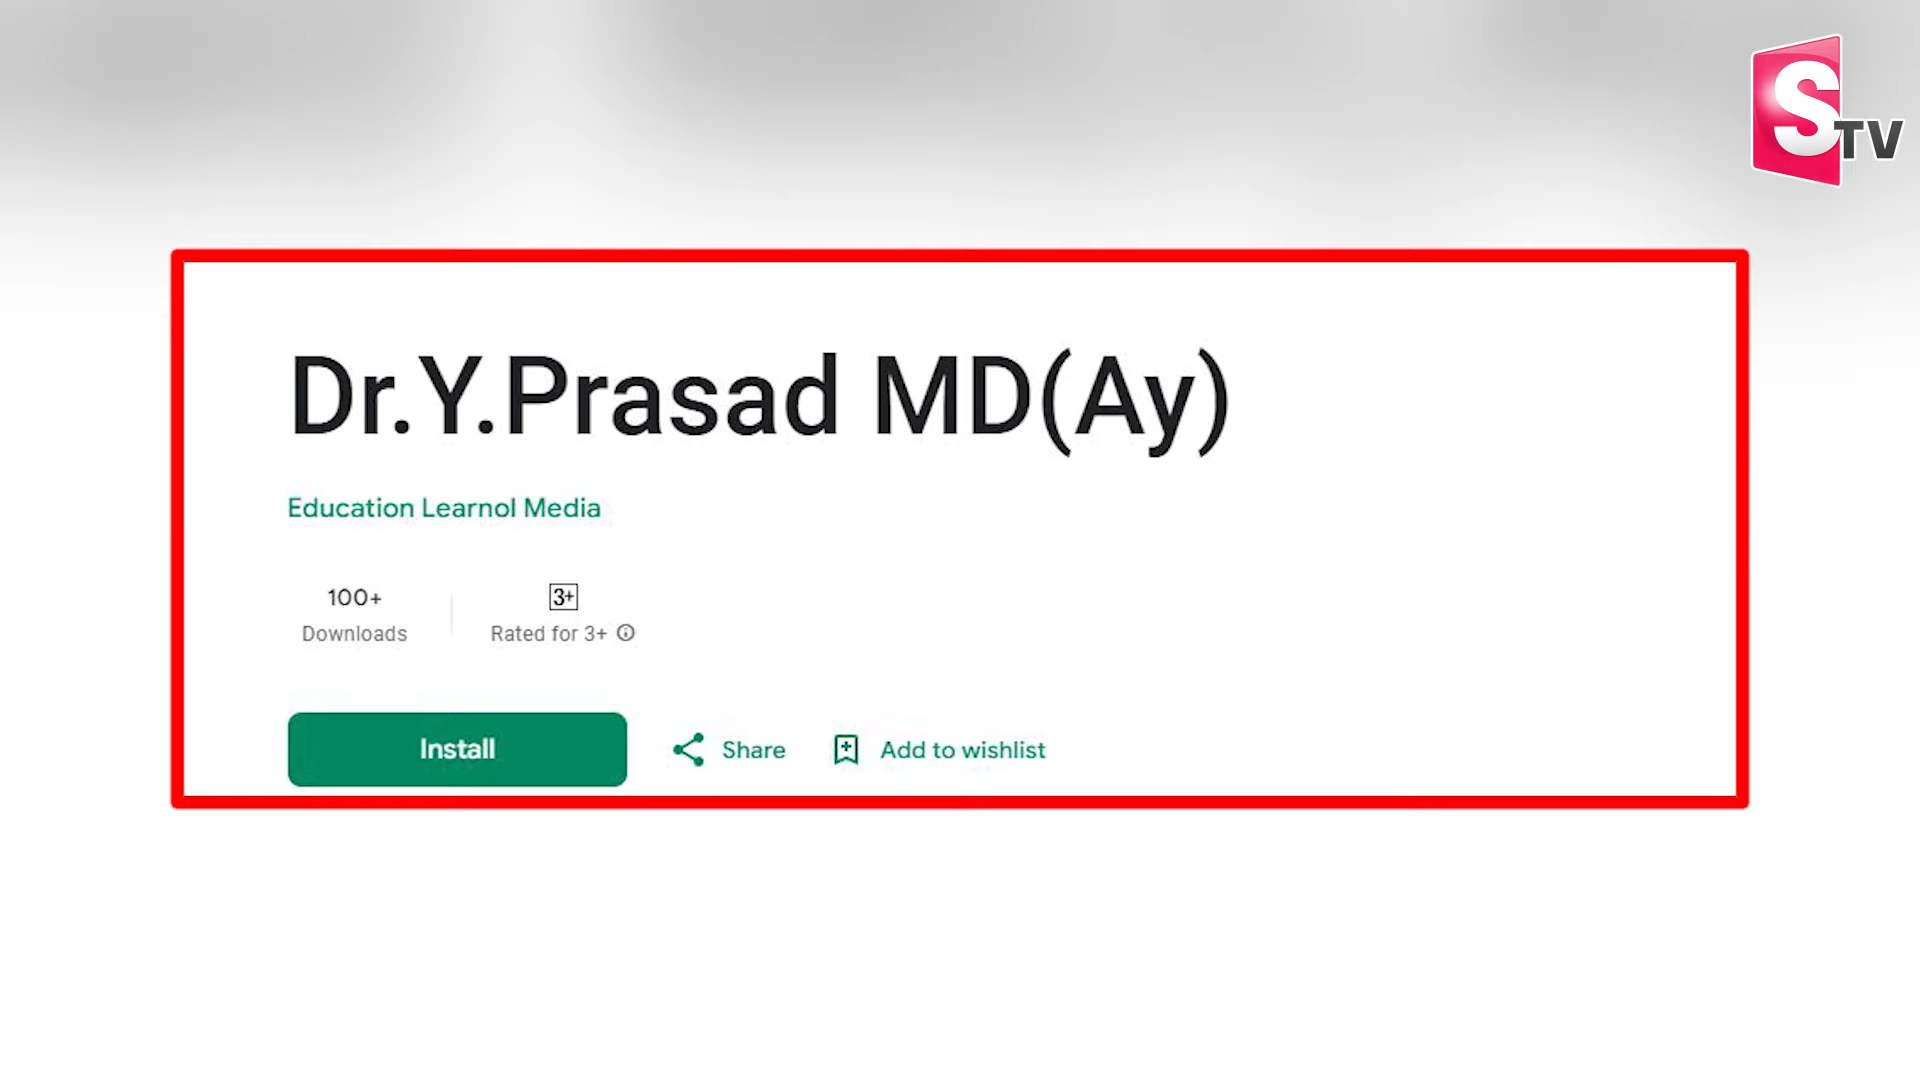 STV
Dr.Y.Prasad MD(Ay)
Education Learnol Media
100+
Downloads
3+
Rated for 3+
Install
Share
Add to wishlist